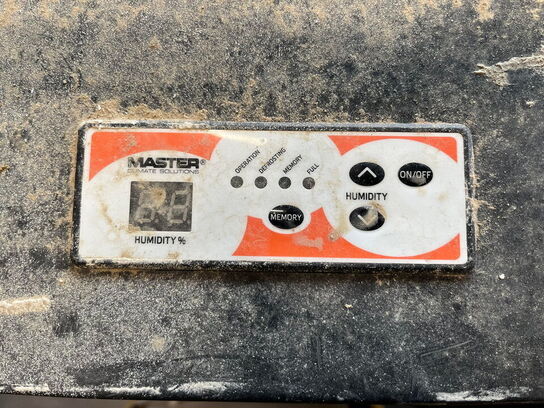 MASTER®
CLIMATE SOLUTIONS
HUMIDITY %
OPERATION
DEFROSTING
MEMORY
FULL
MEMORY
HUMIDITY
ON/OFF